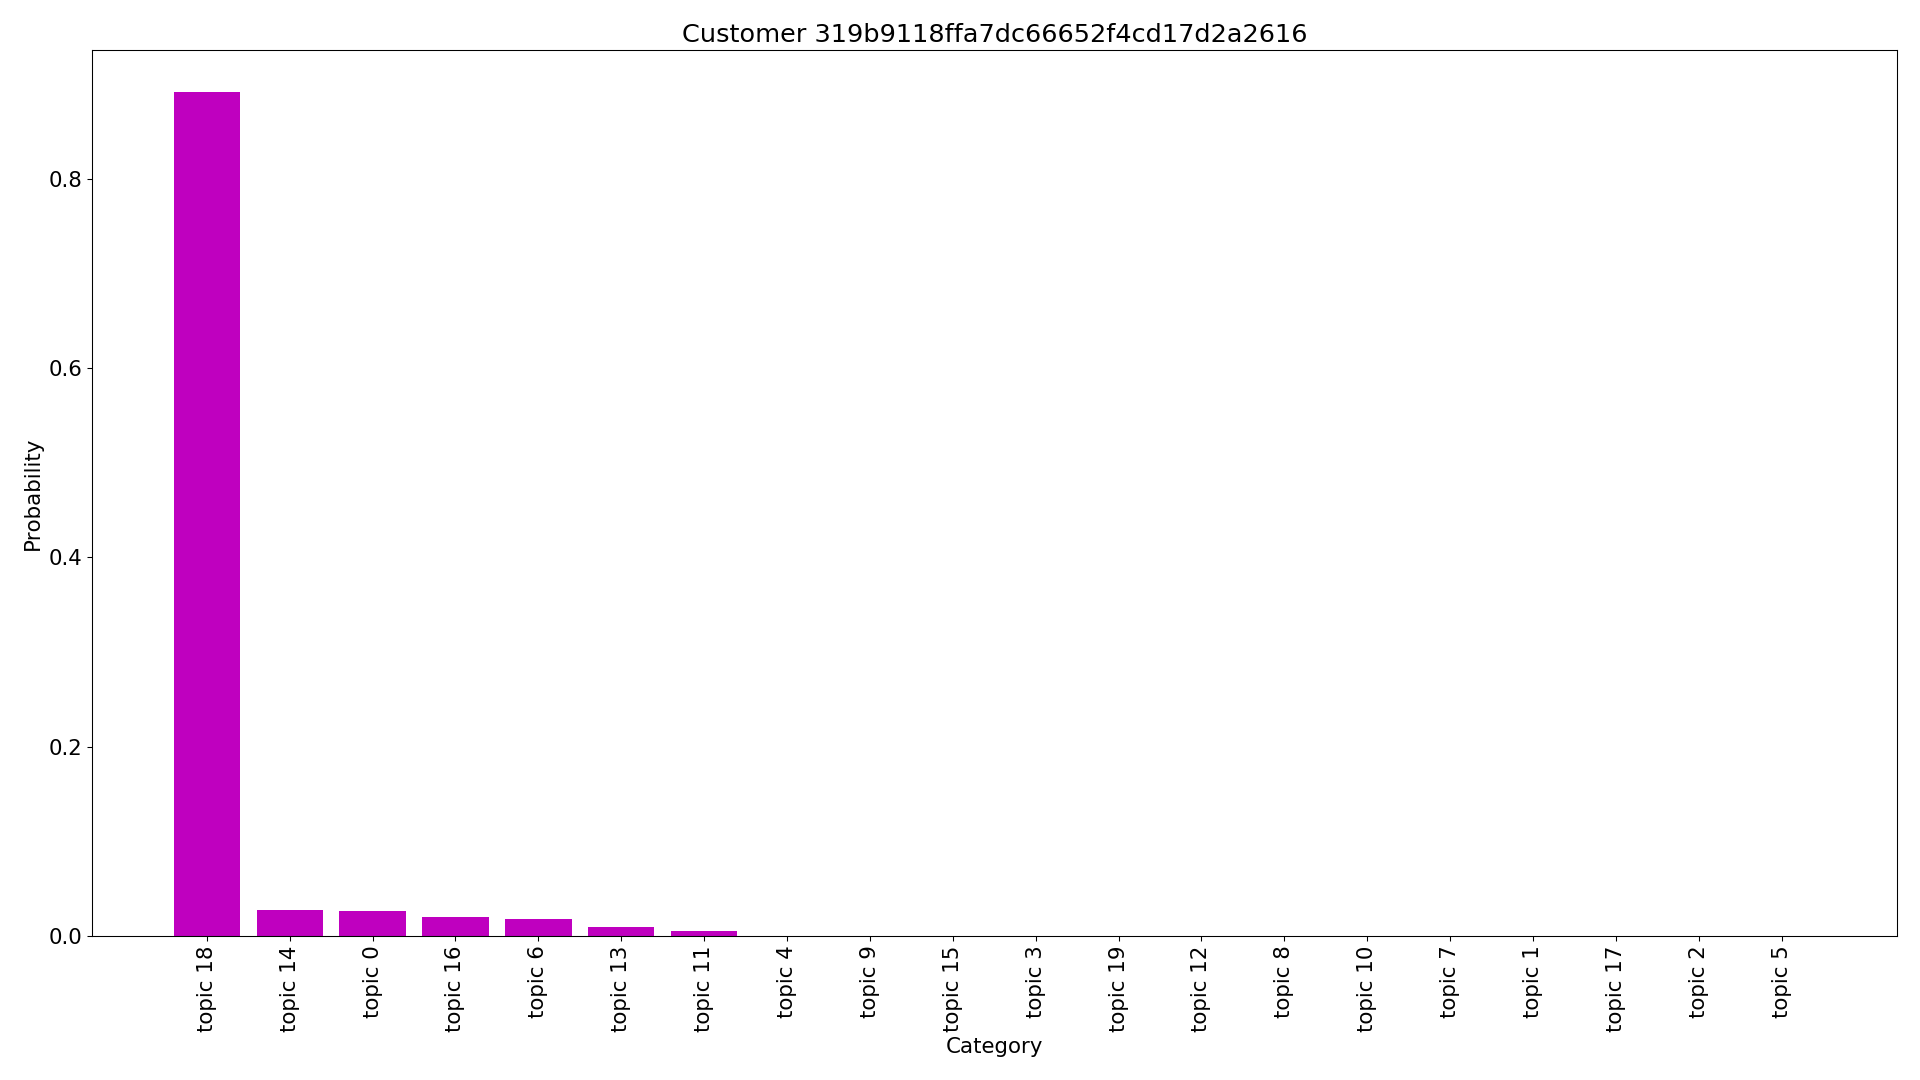 Customer 319b9118ffa7dc66652f4cd17d2a2616
Probability
0.8
0.6
0.4
0.2
0.0
topic 18
topic 14
topic 0
topic 16
topic 6
topic 13
topic 11
topic 4
topic 9
topic 15
topic 3
topic 19
topic 12
topic 8
topic 10
topic 7
topic 1
topic 17
topic 2
topic 5
Category